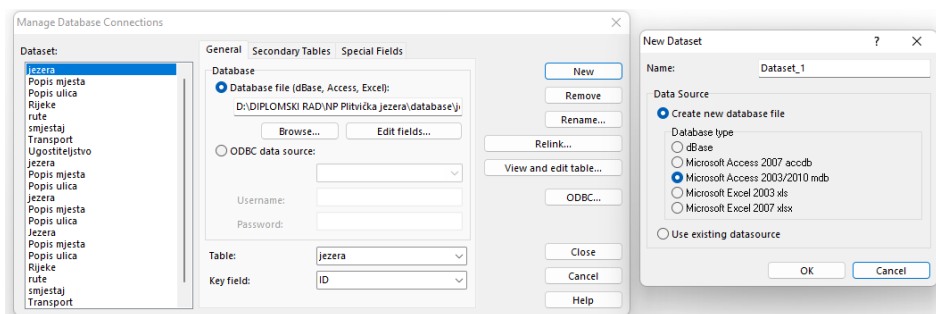 Manage Database Connections
Dataset:
jezera
Popis mjesta
Popis ulica
Rijeke
rute
smjestaj
Transport
Ugostiteljstvo
jezera
Popis mjesta
Popis ulica
jezera
Popis mjesta
Popis ulica
Jezera
Popis mjesta
Popis ulica
Rijeke
rute
smjestaj
Transport
General Secondary Tables Special Fields
Database
Database file (dBase, Access, Excel):
D:\DIPLOMSKI RAD\NP Plitvička jezera\database\j
Browse... Edit fields...
ODBC data source:
Username:
Password:
Table: jezera
Key field: ID
New
Remove
Rename...
Relink...
View and edit table...
ODBC...
Close
Cancel
Help
New Dataset ?
Name: Dataset_1
Data Source
Create new database file
Database type
dBase
Microsoft Access 2007 accdb
Microsoft Access 2003/2010 mdb
Microsoft Excel 2003 xls
Microsoft Excel 2007 xlsx
Use existing datasource
OK Cancel